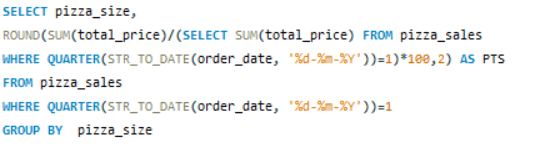 SELECT pizza_size,
ROUND(SUM(total_price)/(SELECT SUM(total_price) FROM pizza_sales
WHERE QUARTER(STR_TO_DATE(order_date, '%d-%m-%Y'))=1)*100,2) AS PTS
FROM pizza_sales
WHERE QUARTER(STR_TO_DATE(order_date, '%d-%m-%Y'))=1
GROUP BY  pizza_size